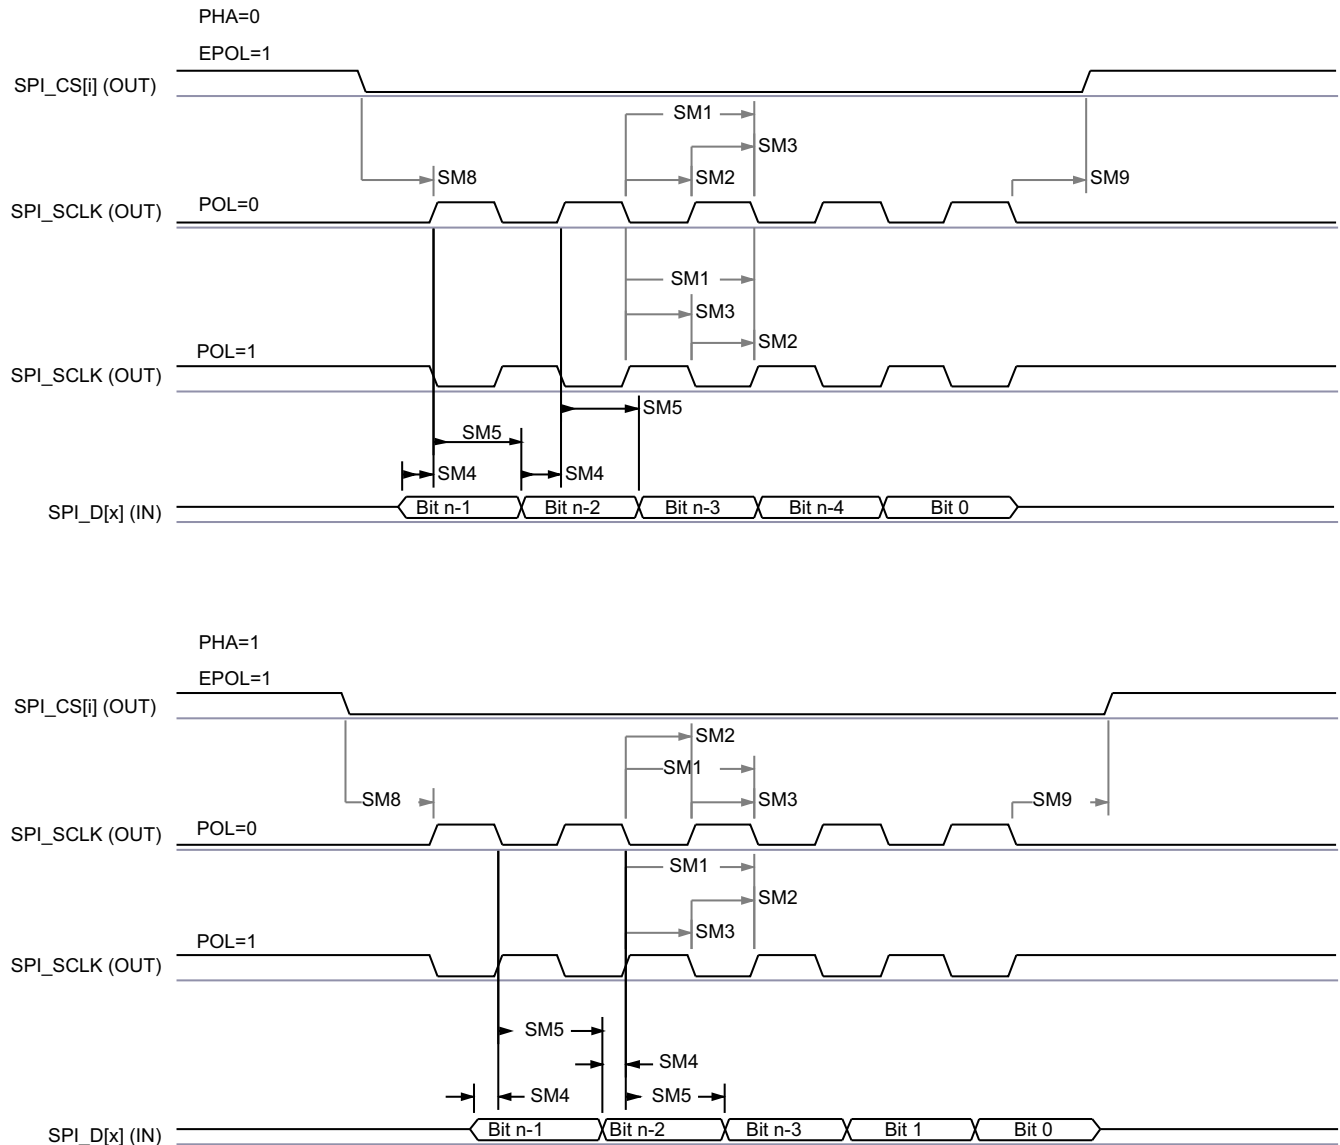 PHA=0
EPOL=1
SPI_CS[i] (OUT)
SM1
SM3
SM8
SM2
SM9
SPI_SCLK (OUT)
POL=0
SM1
SM3
SM2
POL=1
SPI_SCLK (OUT)
SM5
SM5
SM4
SM4
SPI_D[x] (IN)
Bit n-1
Bit n-2
Bit n-3
Bit n-4
Bit 0
PHA=1
EPOL=1
SPI_CS[i] (OUT)
SM2
SM1
SM8
SM3
SM9
SPI_SCLK (OUT)
POL=0
SM1
SM2
SM3
POL=1
SPI_SCLK (OUT)
SM5
SM4
SM4
SM5
SPI_D[x] (IN)
Bit n-1
Bit n-2
Bit n-3
Bit 1
Bit 0